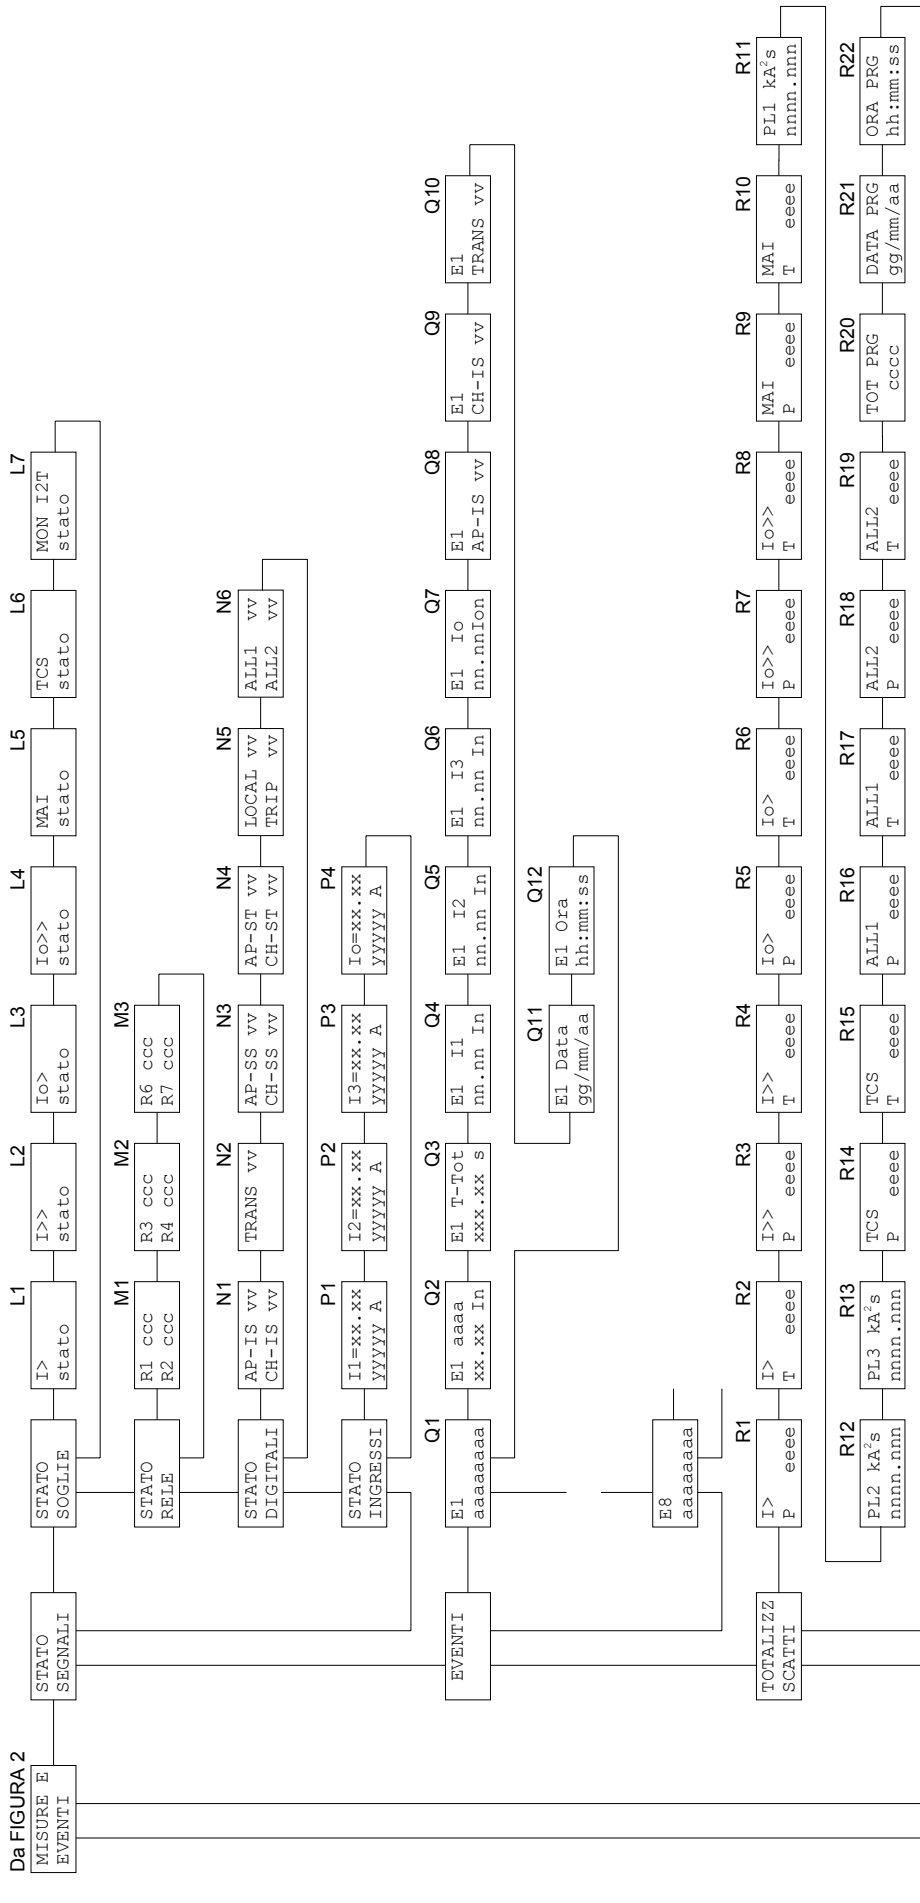 Da FIGURA 2
MISURE E
EVENTI
STATO
SEGNALI
STATO
SOGLIE
L1
I>
stato
L2
I>>
stato
L3
Io>
stato
L4
Io>>
stato
L5
MAI
stato
L6
TCS
stato
L7
MON I2T
stato
STATO
RELE
M1
R1 ccc
R2 ccc
M2
R3 ccc
R4 ccc
M3
R6 ccc
R7 ccc
STATO
DIGITALI
N1
AP-IS vv
CH-IS vv
N2
TRANS vv
N3
AP-SS vv
CH-SS vv
N4
AP-ST vv
CH-ST vv
N5
LOCAL vv
TRIP vv
N6
ALL1 vv
ALL2 vv
STATO
INGRESSI
P1
I1=xx.xx
yyyyy A
P2
I2=xx.xx
yyyyy A
P3
I3=xx.xx
yyyyy A
P4
Io=xx.xx
yyyyy A
EVENTI
Q1
E1
aaaaaaaa
Q2
E1 aaaa
xx.xx In
Q3
E1 T-Tot
xxx.xx s
Q4
E1 I1
nn.nn In
Q5
E1 I2
nn.nn In
Q6
E1 I3
nn.nn In
Q7
E1 Io
nn.nnIon
Q8
E1
AP-IS vv
Q9
E1
CH-IS vv
Q10
E1
TRANS vv
Q11
E1 Data
gg/mm/aa
Q12
E1 Ora
hh:mm:ss
E8
aaaaaaaa
TOTALIZZ
SCATTI
R1
I>
P eeee
R2
I>
T eeee
R3
I>>
P eeee
R4
I>>
T eeee
R5
Io>
P eeee
R6
Io>
T eeee
R7
Io>>
P eeee
R8
Io>>
T eeee
R9
MAI
P eeee
R10
MAI
T eeee
R11
PL1 kA²s
nnnn.nnn
R12
PL2 kA²s
nnnn.nnn
R13
PL3 kA²s
nnnn.nnn
R14
TCS
P eeee
R15
TCS
T eeee
R16
ALL1
P eeee
R17
ALL1
T eeee
R18
ALL2
P eeee
R19
ALL2
T eeee
R20
TOT PRG
cccc
R21
DATA PRG
gg/mm/aa
R22
ORA PRG
hh:mm:ss